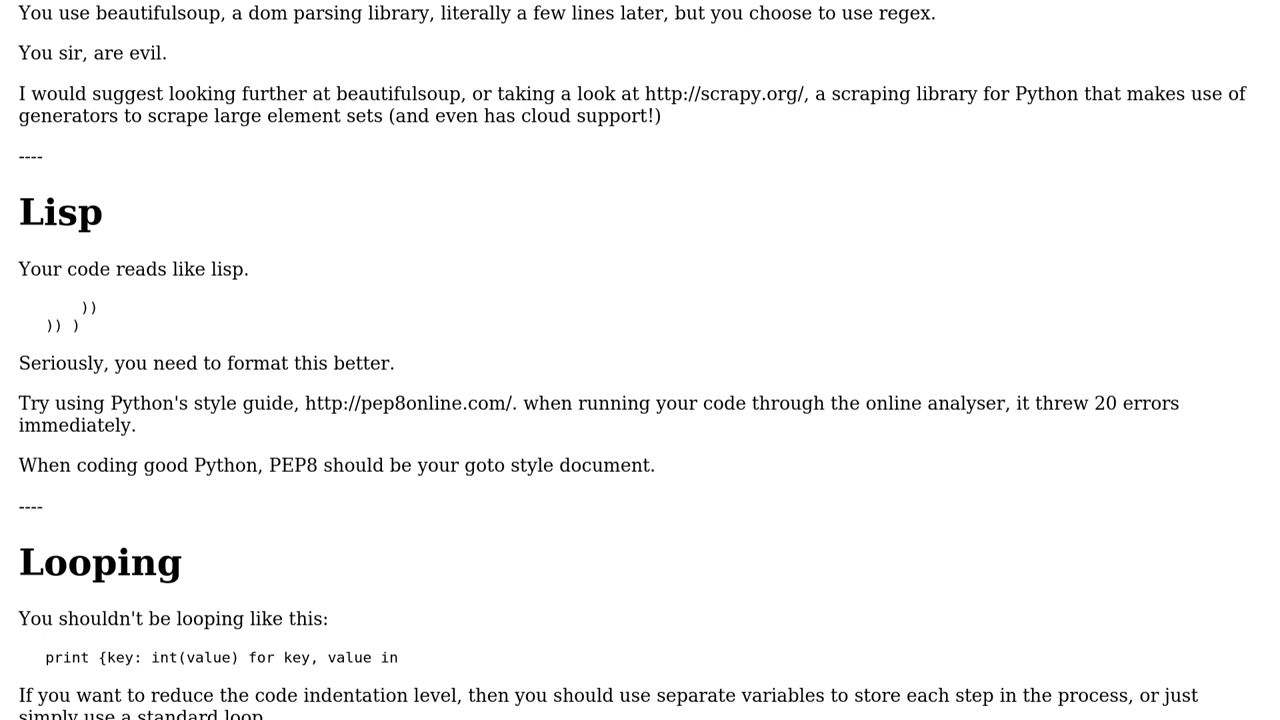 You use beautifulsoup, a dom parsing library, literally a few lines later, but you choose to use regex.
You sir, are evil.
I would suggest looking further at beautifulsoup, or taking a look at http://scrapy.org/, a scraping library for Python that makes use of
generators to scrape large element sets (and even has cloud support!)
----
Lisp
Your code reads like lisp.
))
)) )
Seriously, you need to format this better.
Try using Python's style guide, http://pep8online.com/. when running your code through the online analyser, it threw 20 errors
immediately.
When coding good Python, PEP8 should be your goto style document.
----
Looping
You shouldn't be looping like this:
print {key: int(value) for key, value in
If you want to reduce the code indentation level, then you should use separate variables to store each step in the process, or just
simply use a standard loop